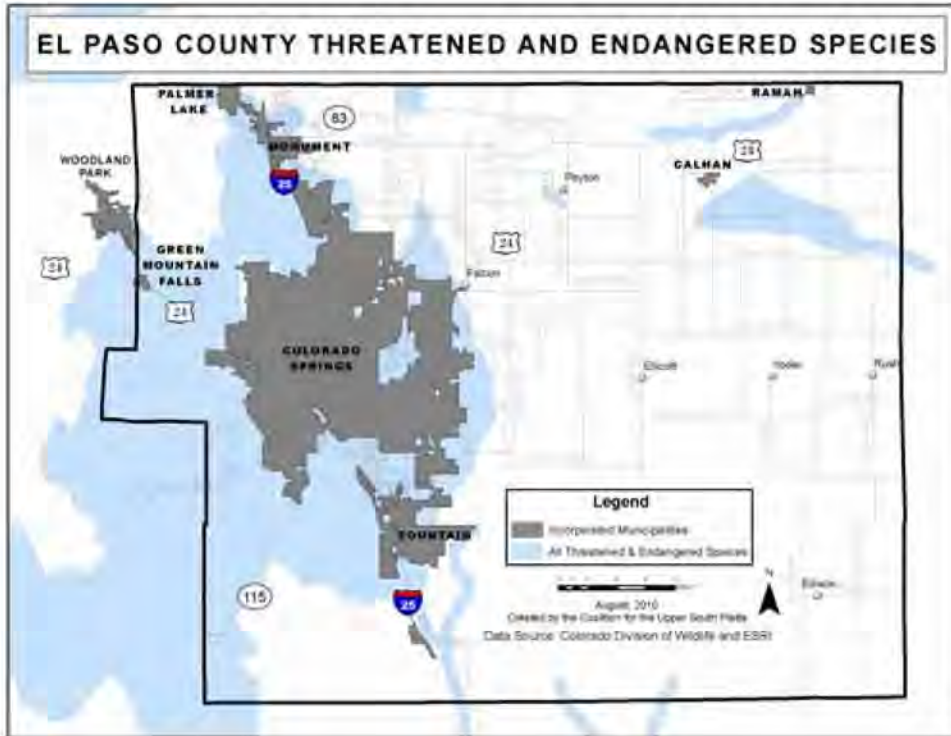 EL PASO COUNTY THREATENED AND ENDANGERED SPECIES
PALMER
LAKE
RAMAH
83
MONUMENT
24
CALHAN
WOODLAND
PARK
25
Peyton
24
GREEN
MOUNTAIN
FALLS
24
24
Falcon
COLORADO
SPRINGS
Ellicott
Yoder
Rush
Legend
Incorporated Municipalities
All Threatened & Endangered Species
FOUNTAIN
N
Edison
115
25
August, 2010
Created by the Coalition for the Upper South Platte
Data Source: Colorado Division of Wildlife and ESRI